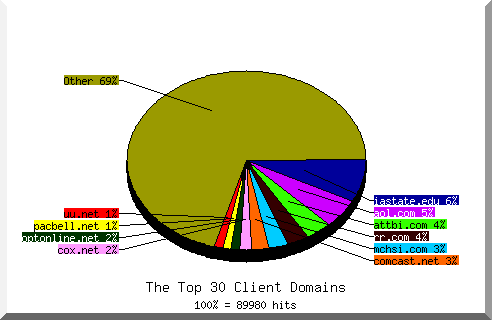 Other 69%
iastate.edu 6%
aol.com 5%
uu.net 1%
attbi.com 4%
pacbell.net 1%
rr.com 4%
optonline.net 2%
mchsi.com 3%
cox.net 2%
comcast.net 3%
The Top 30 Client Domains
100% = 89980 hits